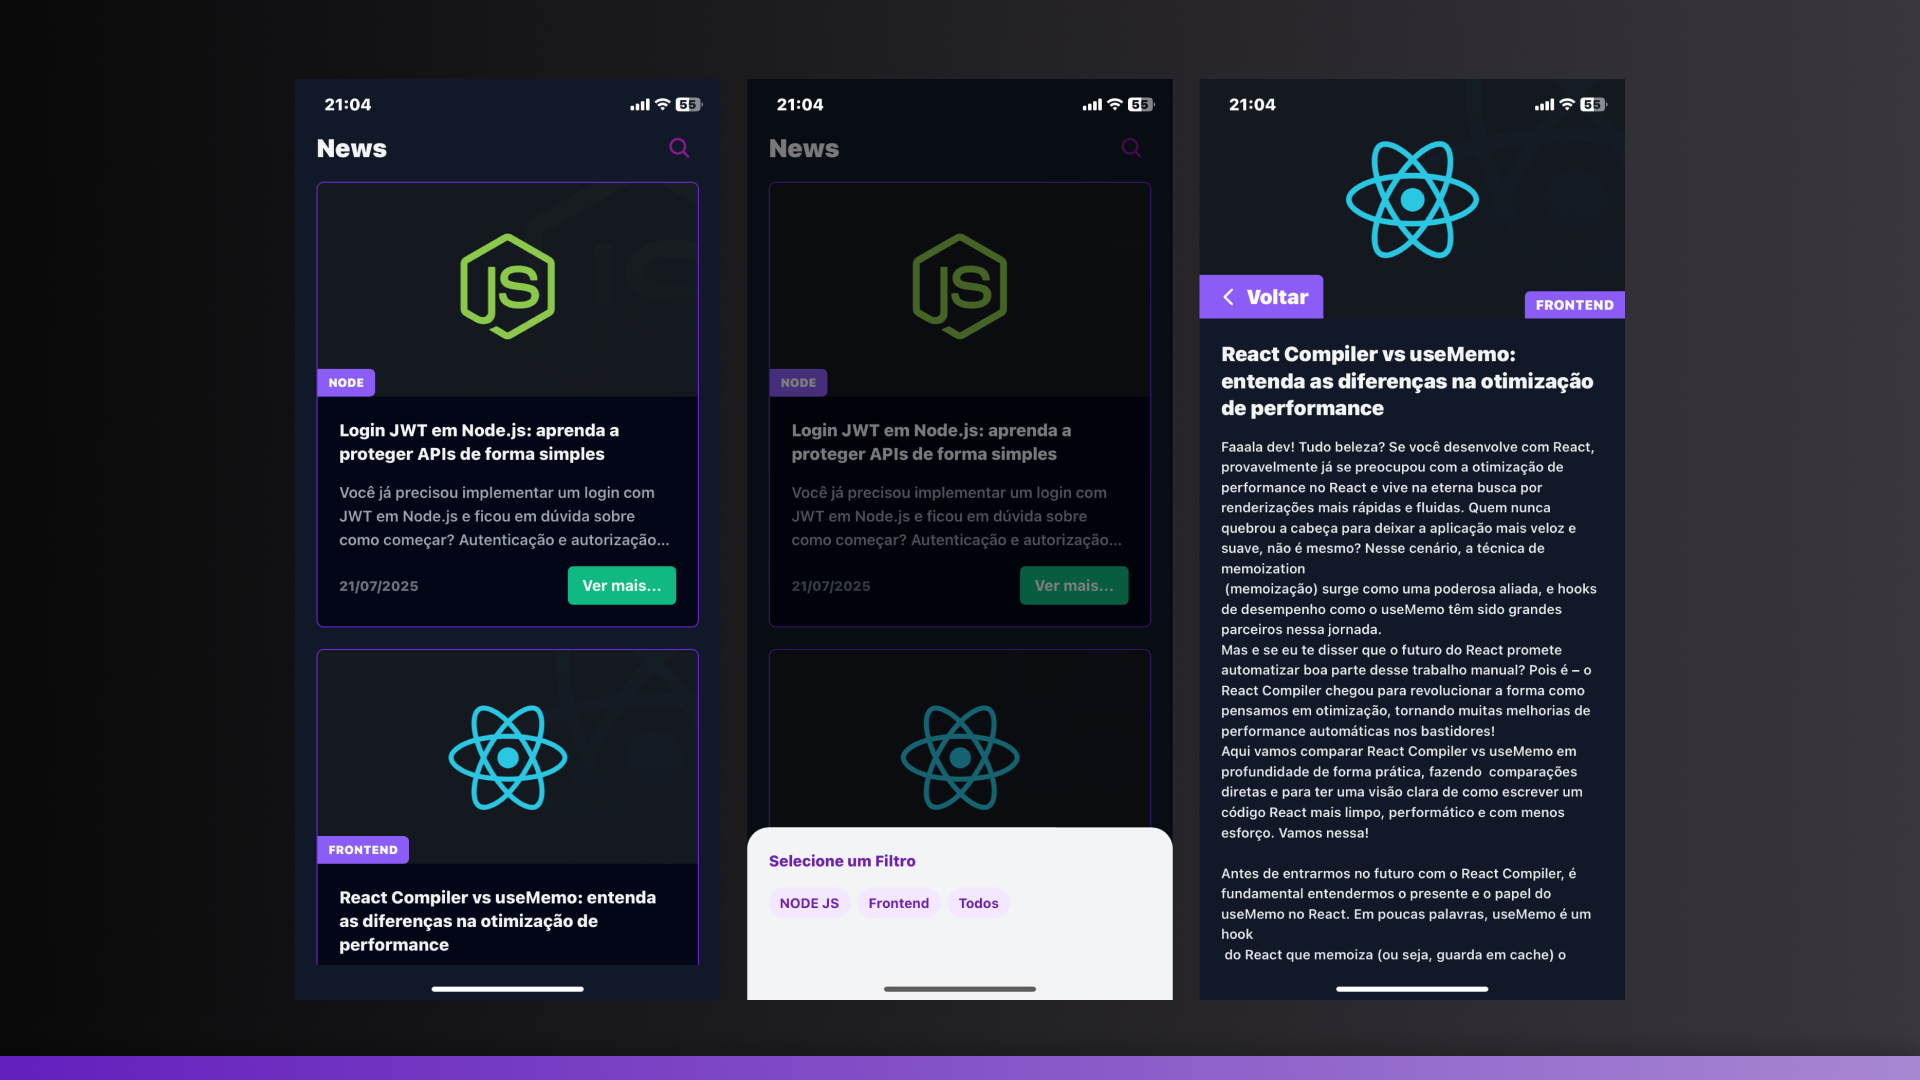 21:04
55
News
JS
NODE
Login JWT em Node.js: aprenda a
proteger APIs de forma simples
Você já precisou implementar um login com
JWT em Node.js e ficou em dúvida sobre
como começar? Autenticação e autorização...
21/07/2025
Ver mais...
FRONTEND
React Compiler vs useMemo: entenda
as diferenças na otimização de
performance
21:04
55
News
JS
NODE
Login JWT em Node.js: aprenda a
proteger APIs de forma simples
Você já precisou implementar um login com
JWT em Node.js e ficou em dúvida sobre
como começar? Autenticação e autorização...
21/07/2025
Ver mais...
Selecione um Filtro
NODE JS
Frontend
Todos
21:04
55
Voltar
FRONTEND
React Compiler vs useMemo:
entenda as diferenças na otimização
de performance
Faaala dev! Tudo beleza? Se você desenvolve com React,
provavelmente já se preocupou com a otimização de
performance no React e vive na eterna busca por
renderizações mais rápidas e fluidas. Quem nunca
quebrou a cabeça para deixar a aplicação mais veloz e
suave, não é mesmo? Nesse cenário, a técnica de
memoization
(memoização) surge como uma poderosa aliada, e hooks
de desempenho como o useMemo têm sido grandes
parceiros nessa jornada.
Mas e se eu te disser que o futuro do React promete
automatizar boa parte desse trabalho manual? Pois é – o
React Compiler chegou para revolucionar a forma como
pensamos em otimização, tornando muitas melhorias de
performance automáticas nos bastidores!
Aqui vamos comparar React Compiler vs useMemo em
profundidade de forma prática, fazendo  comparações
diretas e para ter uma visão clara de como escrever um
código React mais limpo, performático e com menos
esforço. Vamos nessa!
Antes de entrarmos no futuro com o React Compiler, é
fundamental entendermos o presente e o papel do
useMemo no React. Em poucas palavras, useMemo é um
hook
do React que memoiza (ou seja, guarda em cache) o